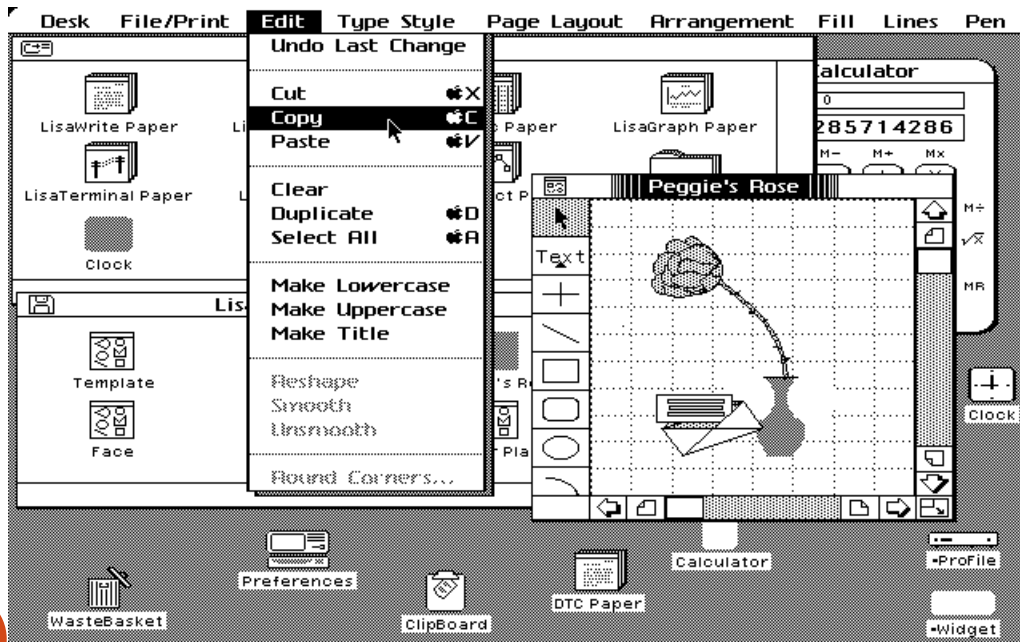 Desk File/Print Edit Type Style Page Layout Arrangement Fill Lines Pen
Undo Last Change
Cut X
Copy C
Paste V
Clear
Duplicate D
Select All A
Make Lowercase
Make Uppercase
Make Title
Reshape
Smooth
Unsmooth
Round Corners...
LisaWrite Paper
Paper
LisaGraph Paper
LisaTerminal Paper
Clock
Template
Face
Calculator
0
285714286
M- M+ Mx
M÷
√x
MR
Peggie's Rose
Text
Clock
WasteBasket
Preferences
ClipBoard
DTC Paper
Calculator
-ProFile
-Widget